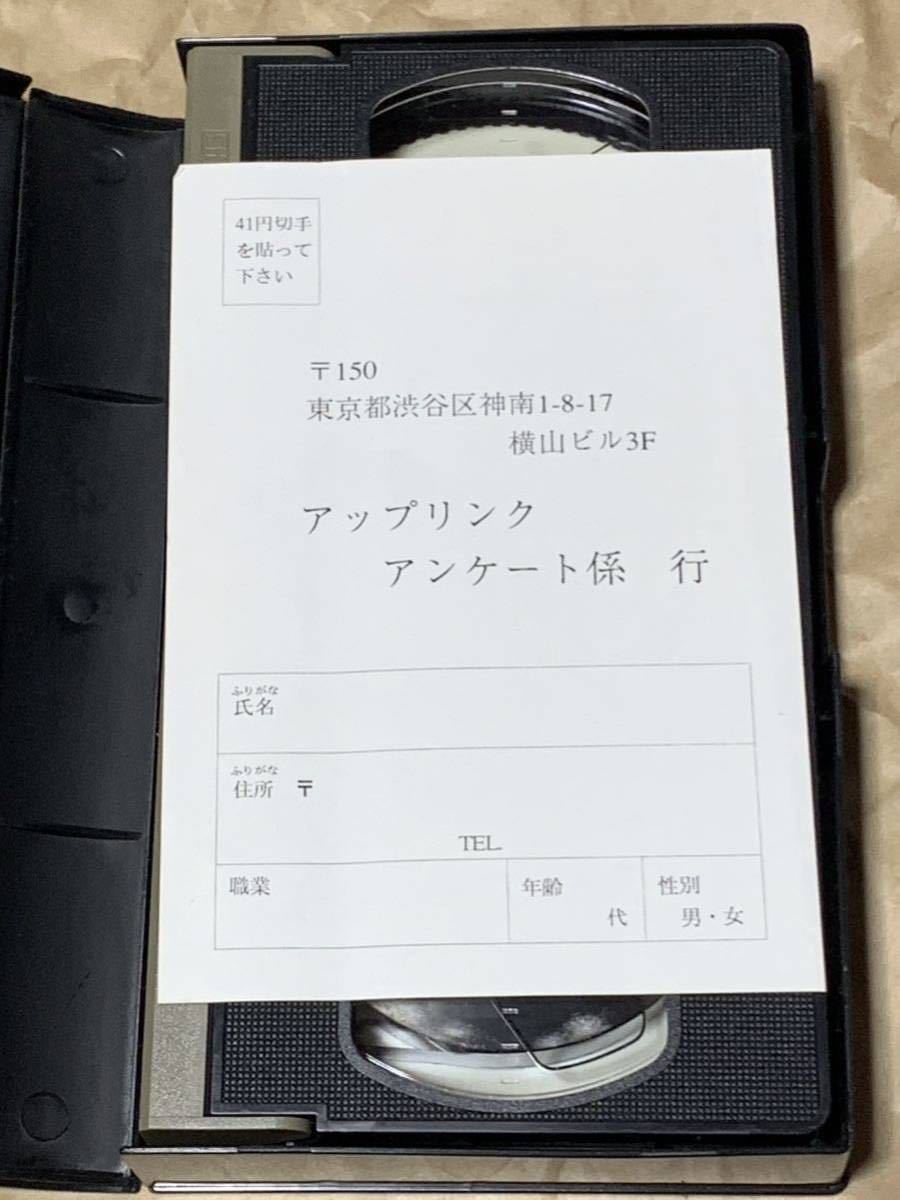 41円切手
を貼って
下さい
〒150
東京都渋谷区神南1-8-17
横山ビル3F
アップリンク
アンケート係 行
ふりがな
氏名
ふりがな
住所 〒
TEL.
職業
年齢
代
性別
男・女